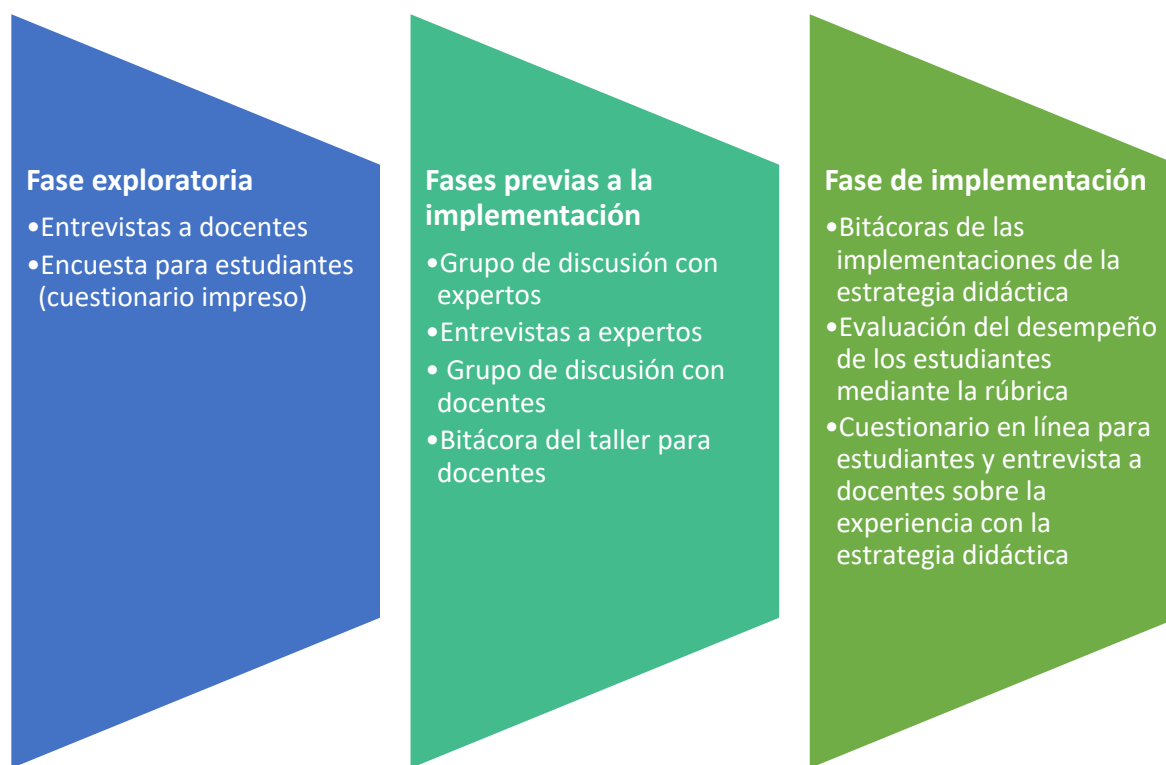 Fase exploratoria
•Entrevistas a docentes
•Encuesta para estudiantes
(cuestionario impreso)
Fases previas a la
implementación
•Grupo de discusión con
expertos
•Entrevistas a expertos
• Grupo de discusión con
docentes
•Bitácora del taller para
docentes
Fase de implementación
•Bitácoras de las
implementaciones de la
estrategia didáctica
•Evaluación del desempeño
de los estudiantes
mediante la rúbrica
•Cuestionario en línea para
estudiantes y entrevista a
docentes sobre la
experiencia con la
estrategia didáctica